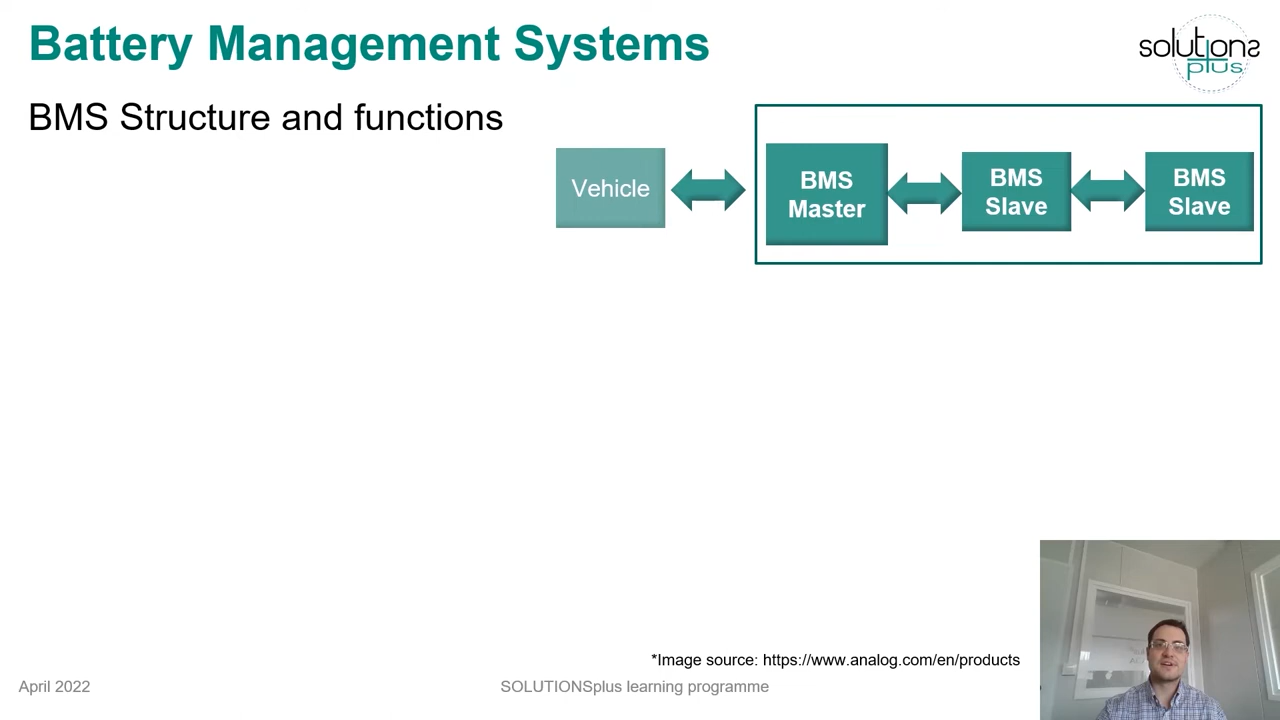 Battery Management Systems
solutions
plus
BMS Structure and functions
Vehicle
BMS
Master
BMS
Slave
BMS
Slave
*Image source: https://www.analog.com/en/products
April 2022
SOLUTIONSplus learning programme